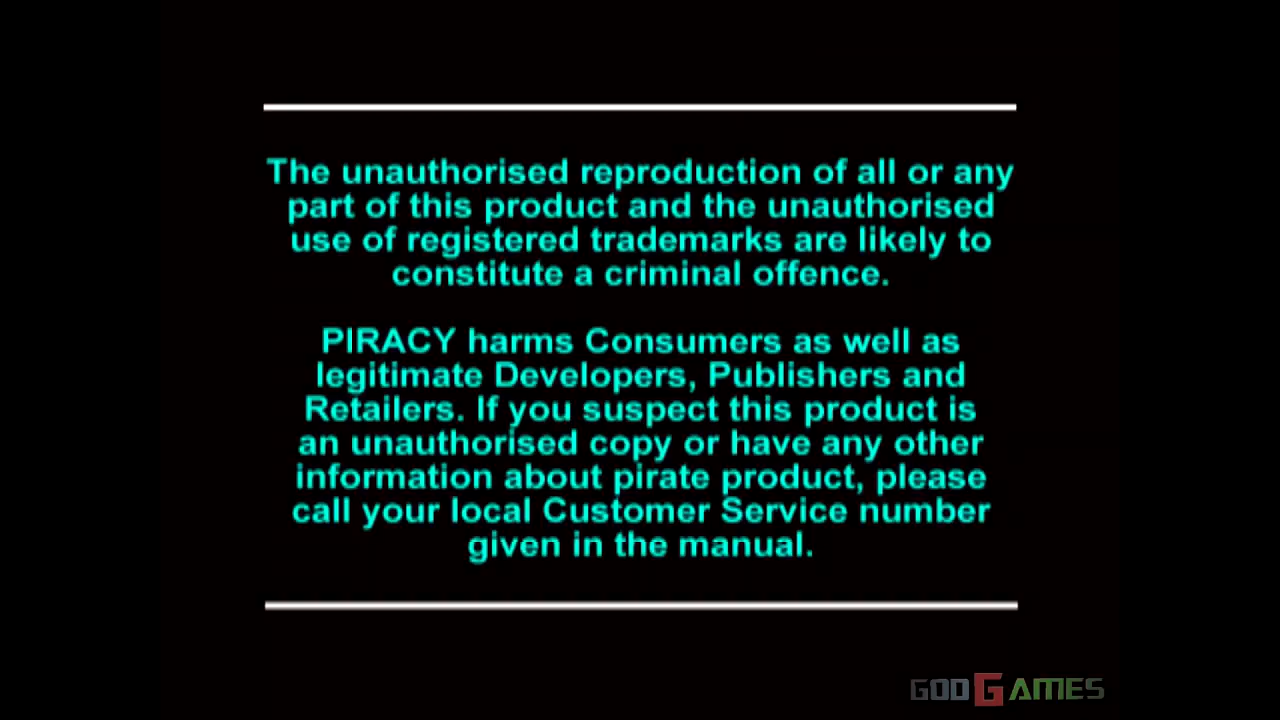 The unauthorised reproduction of all or any
part of this product and the unauthorised
use of registered trademarks are likely to
constitute a criminal offence.
PIRACY harms Consumers as well as
legitimate Developers, Publishers and
Retailers. If you suspect this product is
an unauthorised copy or have any other
information about pirate product, please
call your local Customer Service number
given in the manual.
GODGAMES